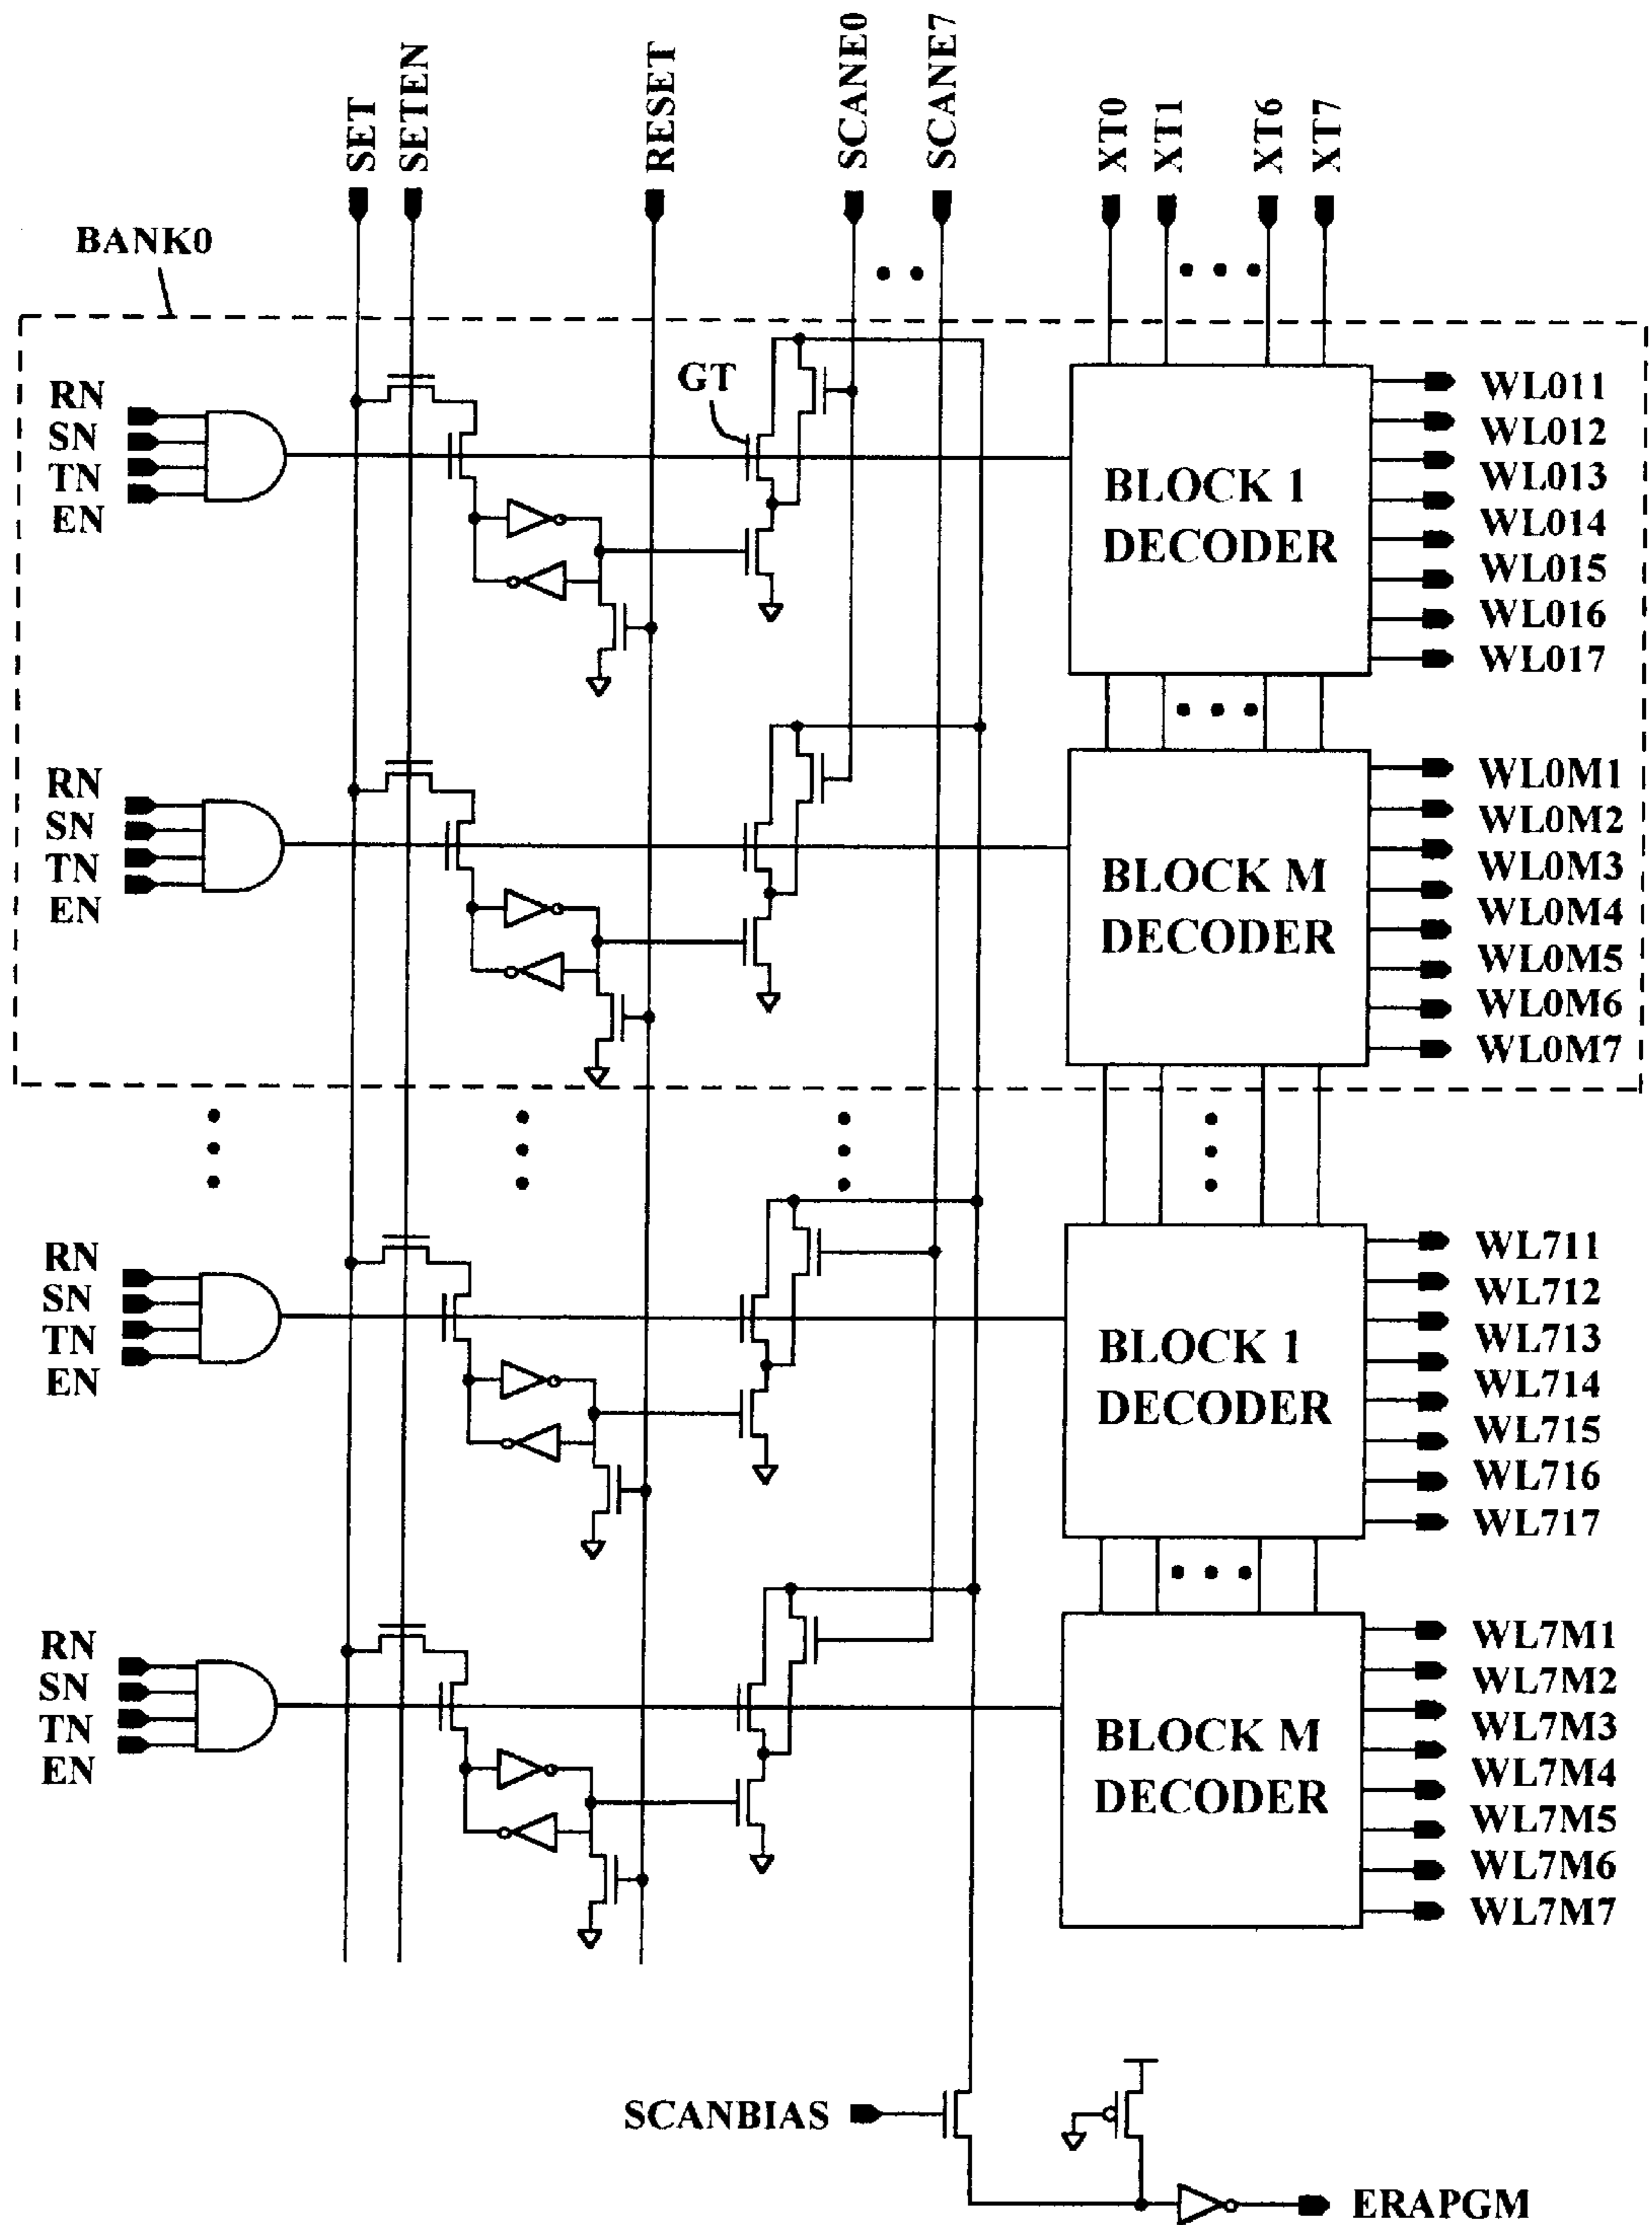 SET
SETEN
RESET
SCANE0
SCANE7
XT0
XT1
XT6
XT7
BANK0
GT
RN
SN
TN
EN
BLOCK 1
DECODER
WL011
WL012
WL013
WL014
WL015
WL016
WL017
RN
SN
TN
EN
BLOCK M
DECODER
WL0M1
WL0M2
WL0M3
WL0M4
WL0M5
WL0M6
WL0M7
RN
SN
TN
EN
BLOCK 1
DECODER
WL711
WL712
WL713
WL714
WL715
WL716
WL717
RN
SN
TN
EN
BLOCK M
DECODER
WL7M1
WL7M2
WL7M3
WL7M4
WL7M5
WL7M6
WL7M7
SCANBIAS
ERAPGM